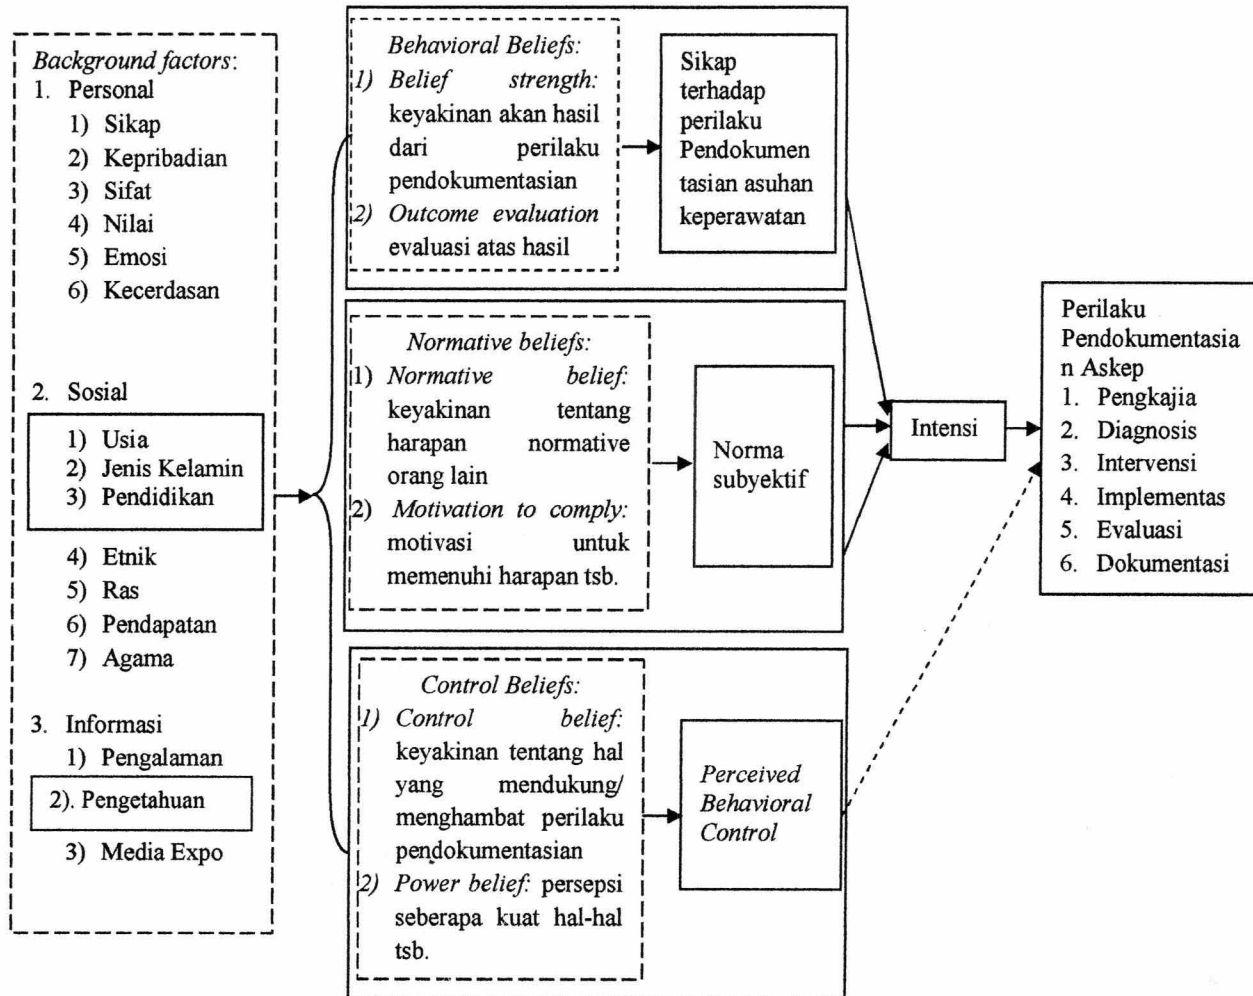 Background factors:
1. Personal
1) Sikap
2) Kepribadian
3) Sifat
4) Nilai
5) Emosi
6) Kecerdasan
2. Sosial
1) Usia
2) Jenis Kelamin
3) Pendidikan
4) Etnik
5) Ras
6) Pendapatan
7) Agama
3. Informasi
1) Pengalaman
2). Pengetahuan
3) Media Expo
Behavioral Beliefs:
1) Belief strength:
keyakinan akan hasil
dari perilaku
pendokumentasian
2) Outcome evaluation
evaluasi atas hasil
Sikap
terhadap
perilaku
Pendokumen
tasian asuhan
keperawatan
Normative beliefs:
1) Normative belief:
keyakinan tentang
harapan normative
orang lain
2) Motivation to comply:
motivasi untuk
memenuhi harapan tsb.
Norma
subyektif
Control Beliefs:
1) Control belief:
keyakinan tentang hal
yang mendukung/
menghambat perilaku
pendokumentasian
2) Power belief: persepsi
seberapa kuat hal-hal
tsb.
Perceived
Behavioral
Control
Intensi
Perilaku
Pendokumentasia
n Askep
1. Pengkajia
2. Diagnosis
3. Intervensi
4. Implementas
5. Evaluasi
6. Dokumentasi